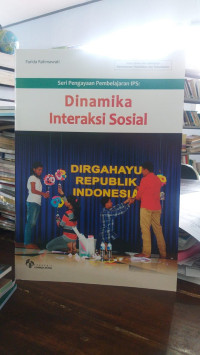 Seri Pengayaan Pembelajaran IPS
Dinamika
Interaksi Sosial
DIRGAHAYU
REPUBLIK
INDONESIA